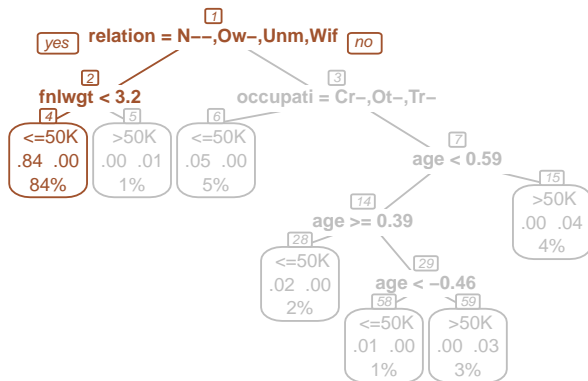 1
yes relation = N−−,Ow−,Unm,Wif no
2 3
fnlwgt < 3.2 occupati = Cr−,Ot−,Tr−
4 5 6 7
<=50K >50K <=50K age < 0.59
.84 .00 .00 .01 .05 .00
84% 1% 5%
14 15
age >= 0.39 >50K
.00 .04
4%
28 29
<=50K age < −0.46
.02 .00
2%
58 59
<=50K >50K
.01 .00 .00 .03
1% 3%